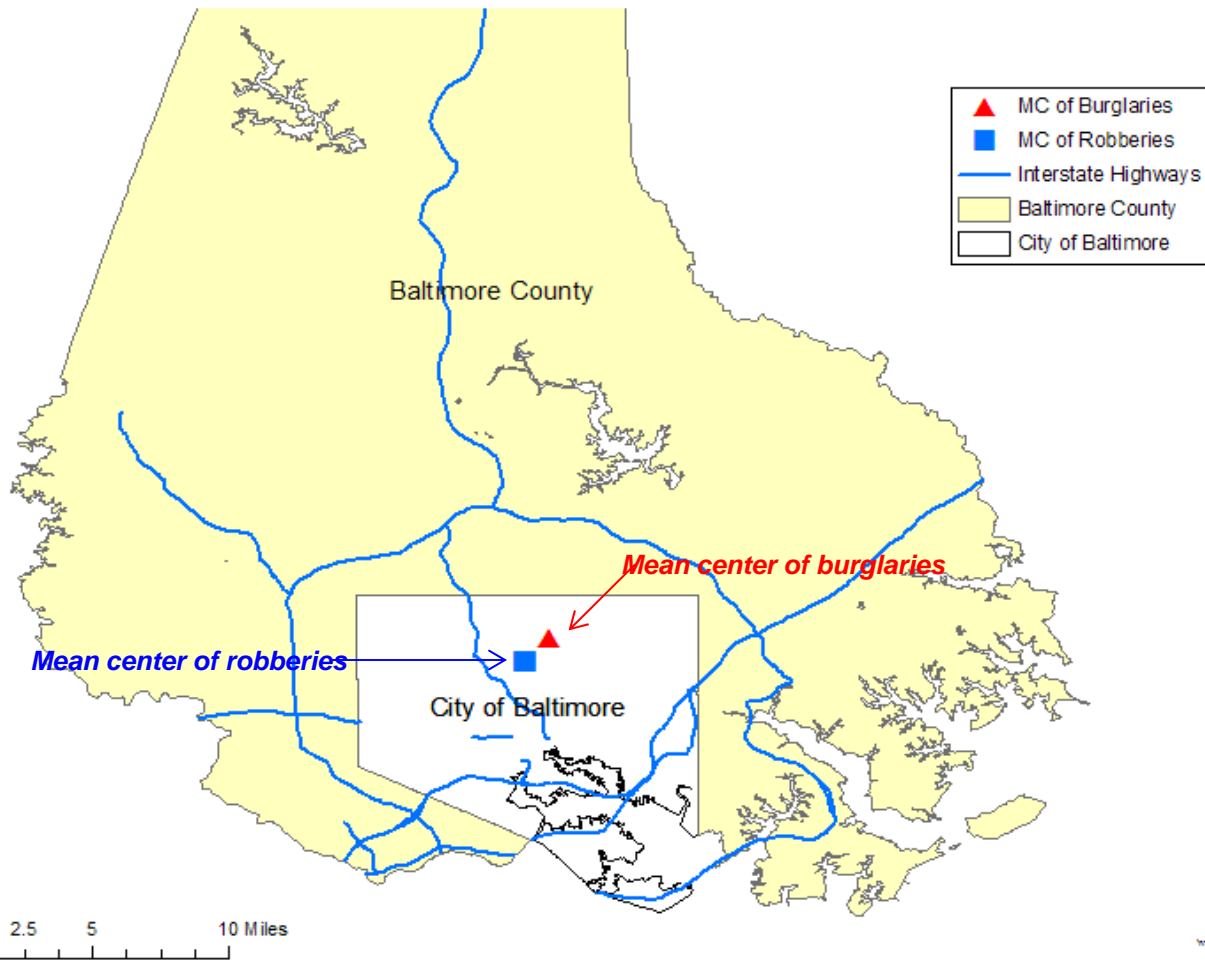 MC of Burglaries
MC of Robberies
Interstate Highways
Baltimore County
City of Baltimore
Baltimore County
Mean center of burglaries
Mean center of robberies
City of Baltimore
2.5 5 10 Miles